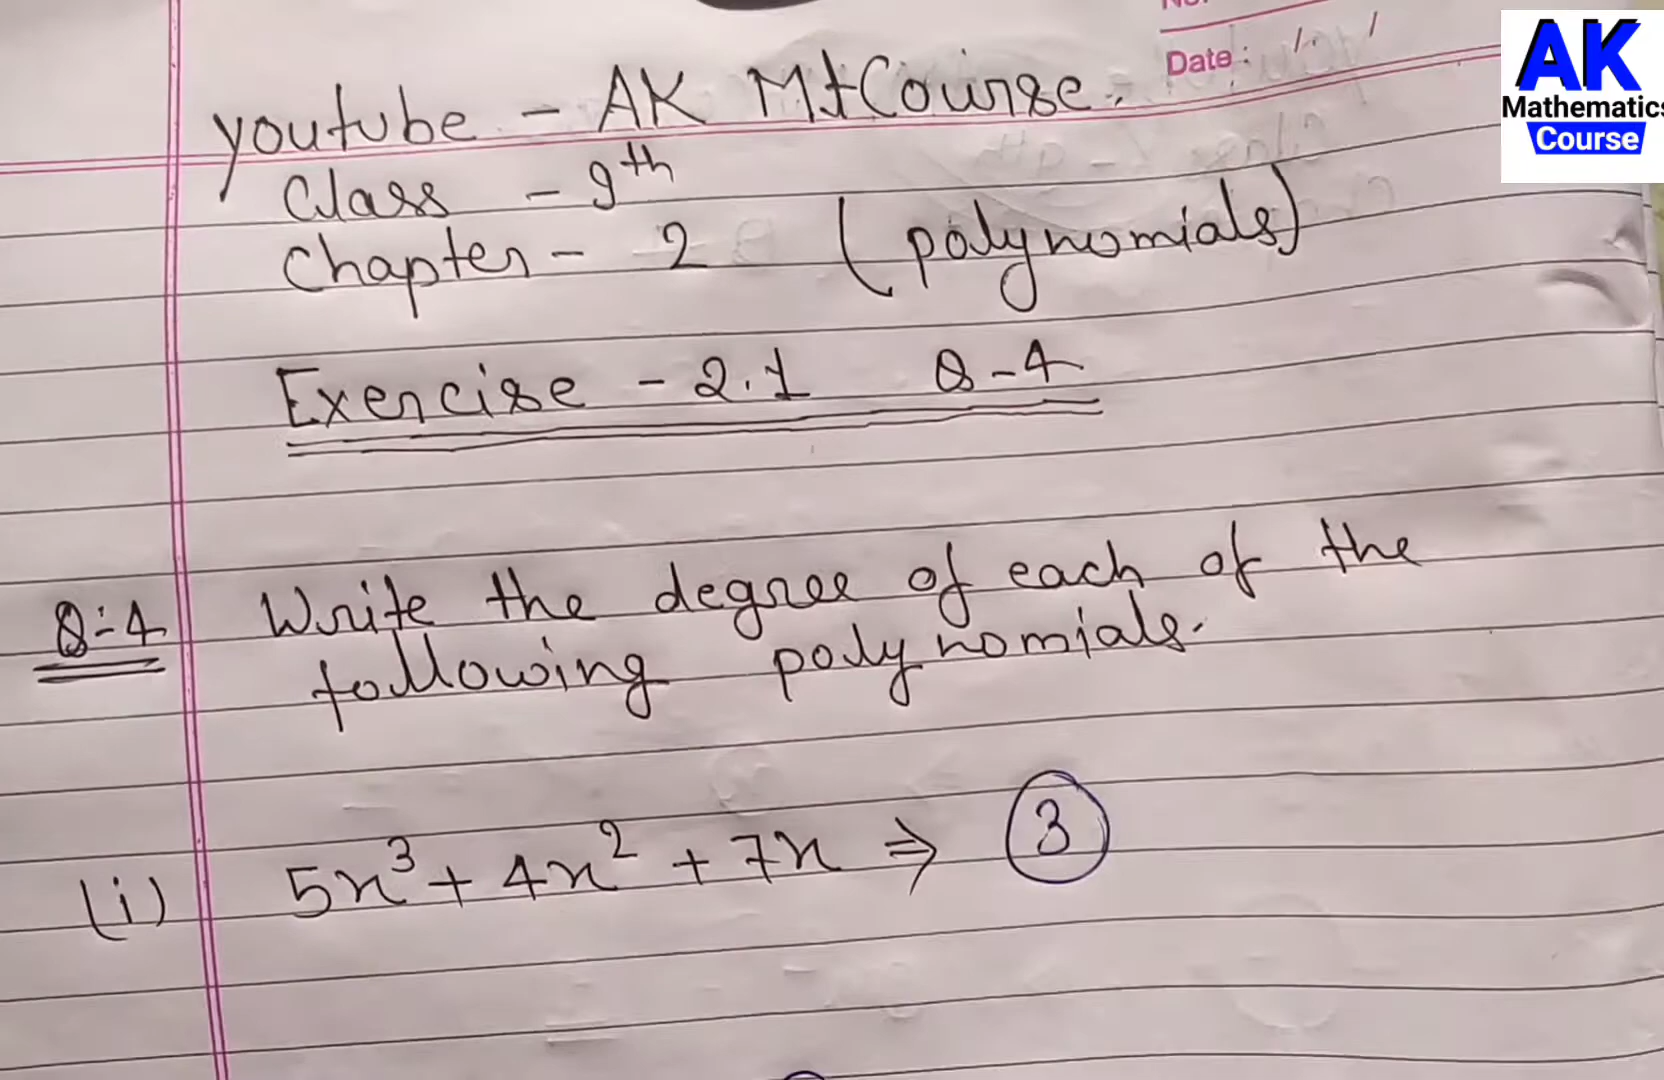 Date :
AK
Mathematics
Course
youtube - AK MtCourse.
Class - 9th
Chapter - 2 (polynomials)
Exercise - 2.1 Q-4
Q-4 Write the degree of each of the
following polynomials.
(i) 5x³ + 4x² + 7x ⇒ 3